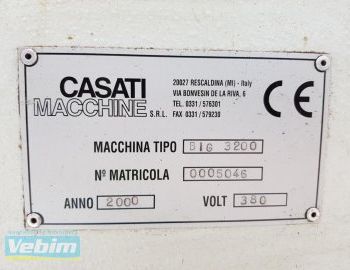 CASATI
MACCHINE S.R.L.
20027 RESCALDINA (MI) - Italy
VIA BONVESIN DE LA RIVA, 6
TEL. 0331 / 576301
FAX 0331 / 579239
CE
MACCHINA TIPO BIG 3200
Nº MATRICOLA 0005046
ANNO 2000 VOLT 380
Vebim